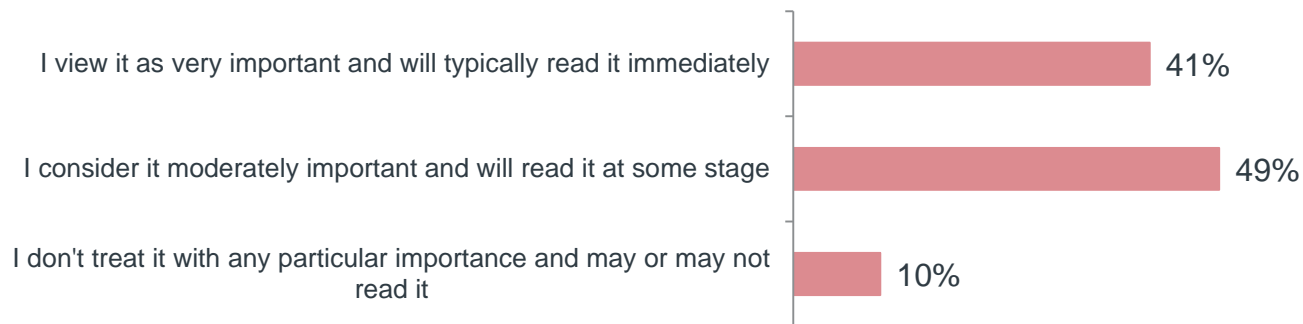 I view it as very important and will typically read it immediately
41%
I consider it moderately important and will read it at some stage
49%
I don't treat it with any particular importance and may or may not
read it
10%